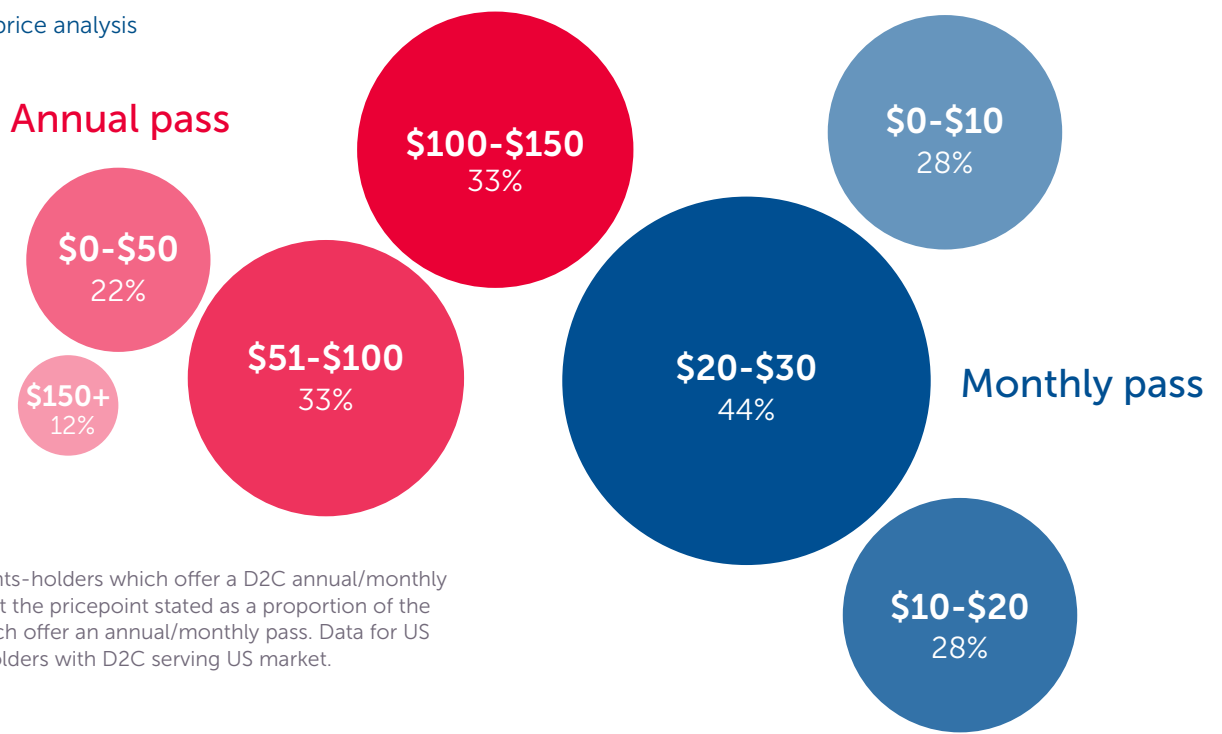 price analysis
Annual pass
$100-$150
33%
$0-$10
28%
$0-$50
22%
$51-$100
33%
$150+
12%
$20-$30
44%
Monthly pass
$10-$20
28%
nts-holders which offer a D2C annual/monthly
t the pricepoint stated as a proportion of the
ch offer an annual/monthly pass. Data for US
olders with D2C serving US market.